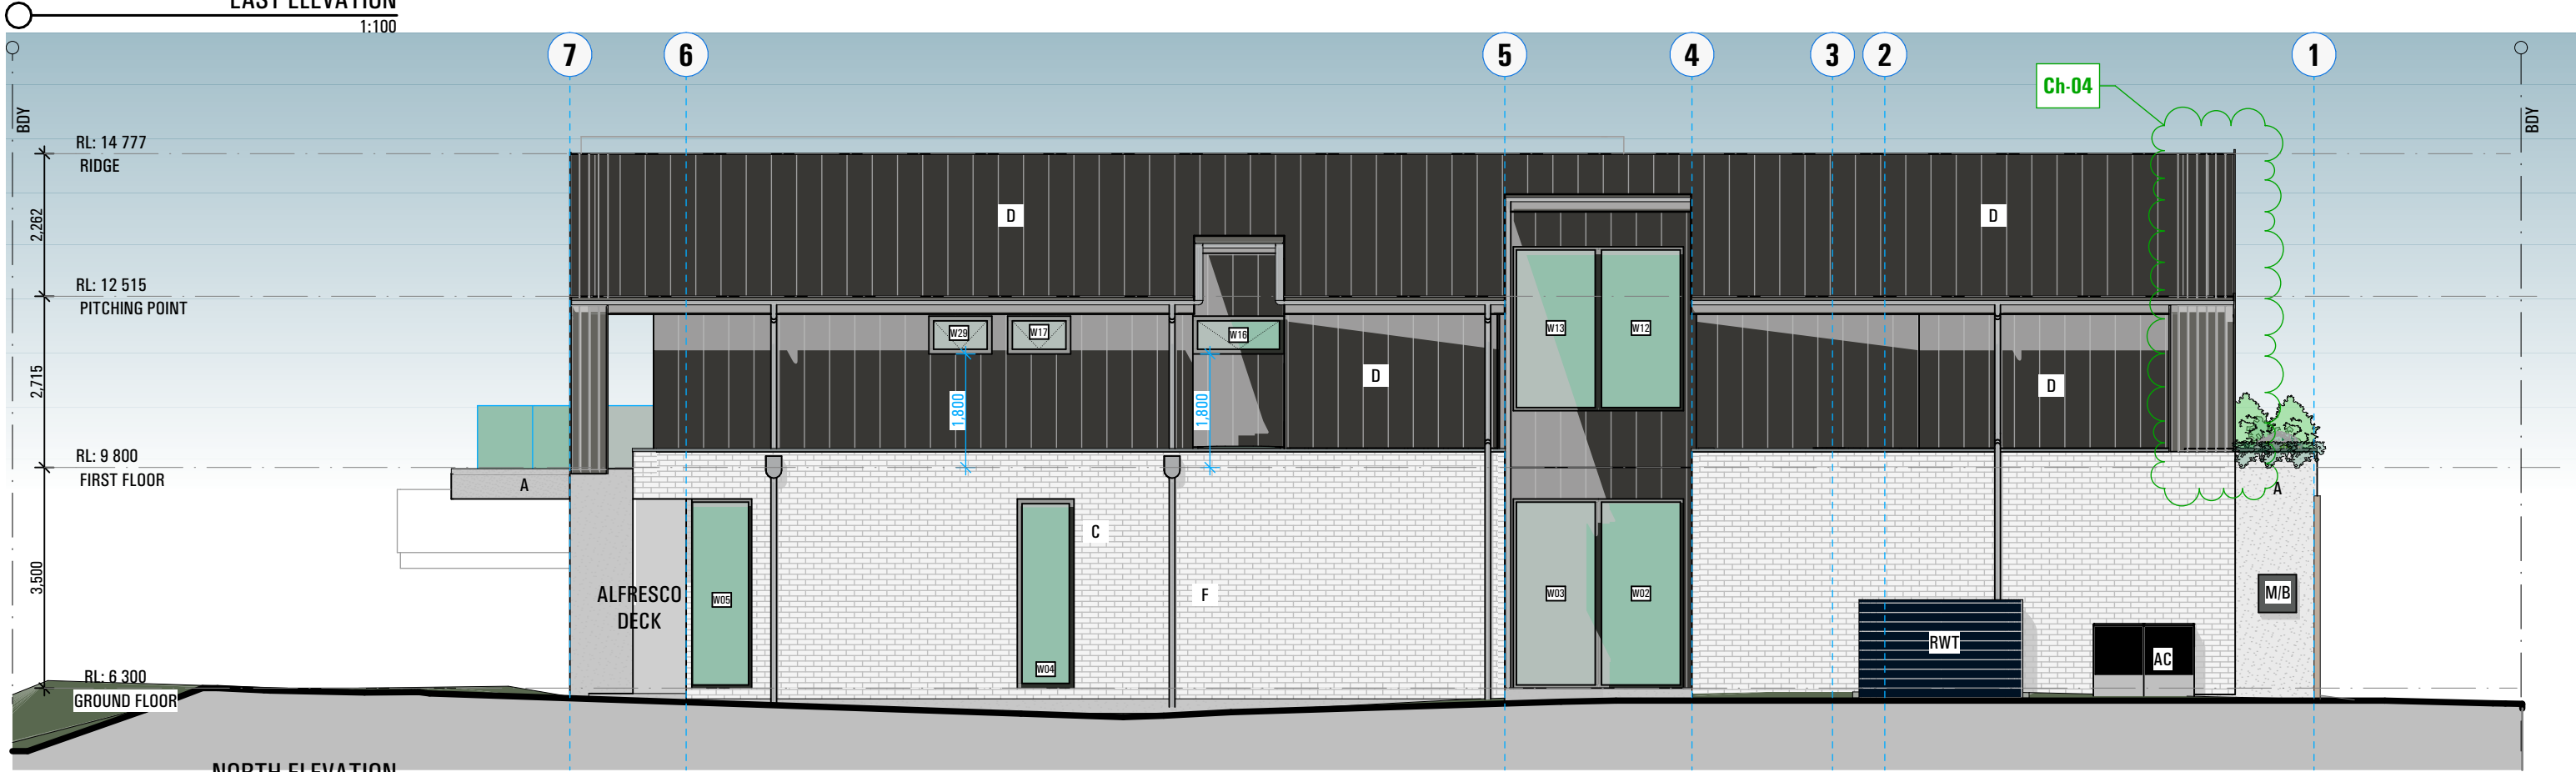 EAST ELEVATION
1:100
7 6 5 4 3 2 1
Ch-04
BDY
BDY
RL: 14 777
RIDGE
2,262
D
D
RL: 12 515
PITCHING POINT
W29
W17
W16
W13
W12
2,715
D
D
1,800
1,800
RL: 9 800
FIRST FLOOR
A
A
C
3,500
ALFRESCO
DECK
W05
F
W03
W02
M/B
RWT
AC
W04
RL: 6 300
GROUND FLOOR
NORTH ELEVATION